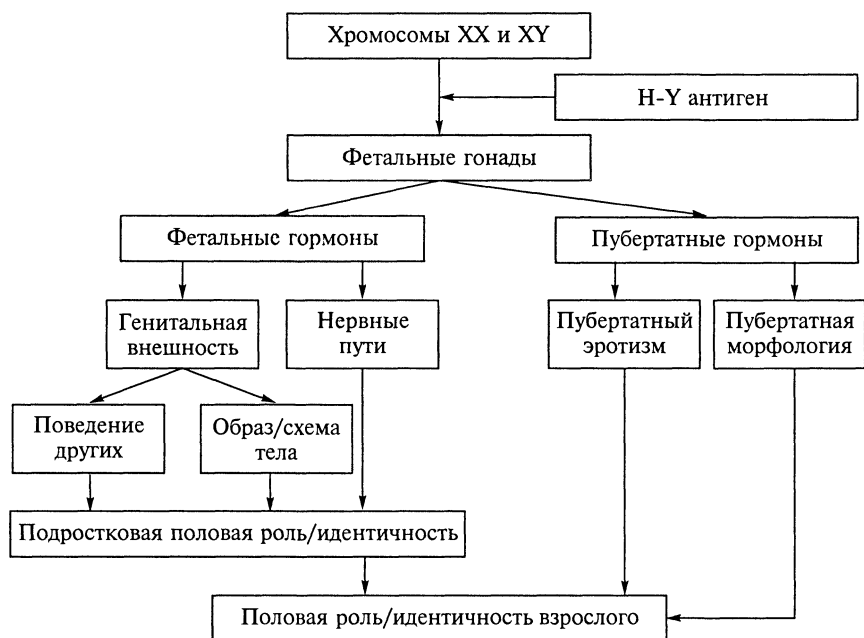 Хромосомы XX и XY
H-Y антиген
Фетальные гонады
Фетальные гормоны
Пубертатные гормоны
Генитальная
внешность
Нервные
пути
Пубертатный
эротизм
Пубертатная
морфология
Поведение
других
Образ/схема
тела
Подростковая половая роль/идентичность
Половая роль/идентичность взрослого